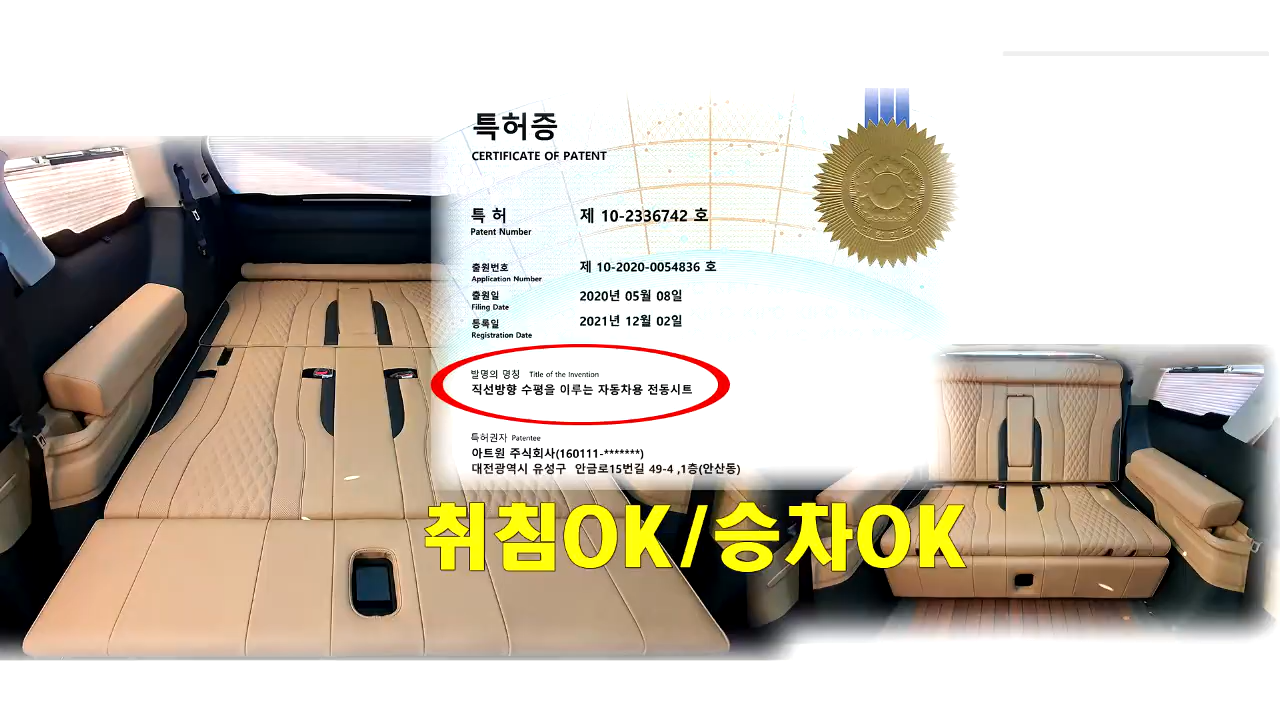 특허증
CERTIFICATE OF PATENT
특 허 제 10-2336742 호
Patent Number
출원번호 제 10-2020-0054836 호
Application Number
출원일 2020년 05월 08일
Filing Date
등록일 2021년 12월 02일
Registration Date
발명의 명칭 Title of the Invention
직선방향 수평을 이루는 자동차용 전동시트
특허권자 Patentee
아트원 주식회사(160111-*******)
대전광역시 유성구 안금로15번길 49-4 ,1층(안산동)
취침OK/승차OK